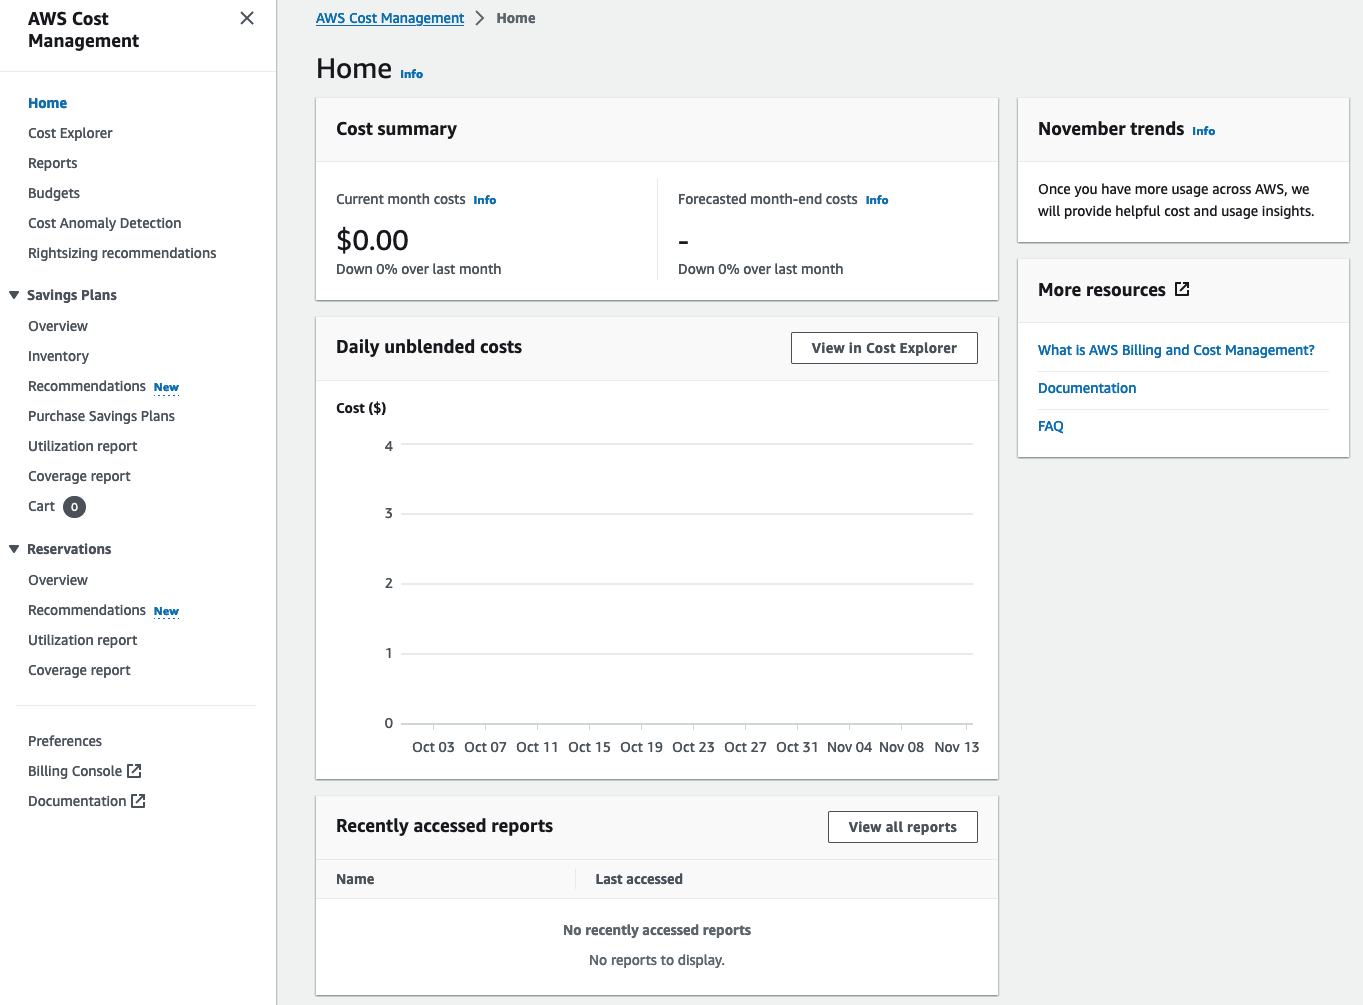 AWS Cost
Management
Home
Cost Explorer
Reports
Budgets
Cost Anomaly Detection
Rightsizing recommendations
Savings Plans
Overview
Inventory
Recommendations New
Purchase Savings Plans
Utilization report
Coverage report
Cart 0
Reservations
Overview
Recommendations New
Utilization report
Coverage report
Preferences
Billing Console
Documentation
AWS Cost Management > Home
Home Info
Cost summary
Current month costs Info
$0.00
Down 0% over last month
Forecasted month-end costs Info
-
Down 0% over last month
Daily unblended costs
View in Cost Explorer
Cost ($)
4
3
2
1
0
Oct 03 Oct 07 Oct 11 Oct 15 Oct 19 Oct 23 Oct 27 Oct 31 Nov 04 Nov 08 Nov 13
Recently accessed reports
View all reports
Name Last accessed
No recently accessed reports
No reports to display.
November trends Info
Once you have more usage across AWS, we
will provide helpful cost and usage insights.
More resources
What is AWS Billing and Cost Management?
Documentation
FAQ